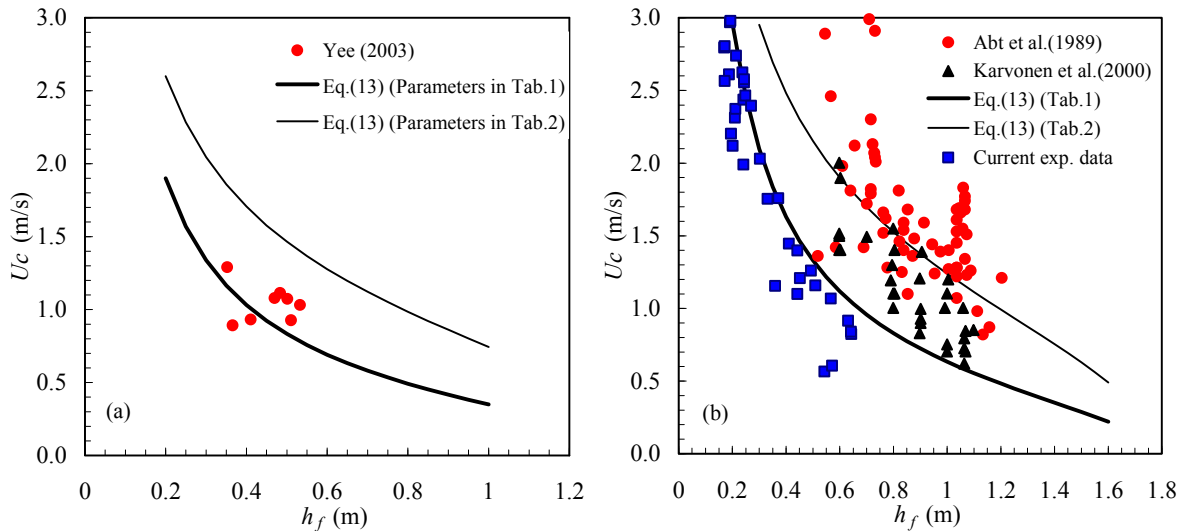 3.0
2.5
2.0
1.5
1.0
0.5
0.0
Uc (m/s)
Yee (2003)
Eq.(13) (Parameters in Tab.1)
Eq.(13) (Parameters in Tab.2)
(a)
0 0.2 0.4 0.6 0.8 1 1.2
h_f (m)
3.0
2.5
2.0
1.5
1.0
0.5
0.0
Uc (m/s)
Abt et al.(1989)
Karvonen et al.(2000)
Eq.(13) (Tab.1)
Eq.(13) (Tab.2)
Current exp. data
(b)
0 0.2 0.4 0.6 0.8 1.0 1.2 1.4 1.6 1.8
h_f (m)